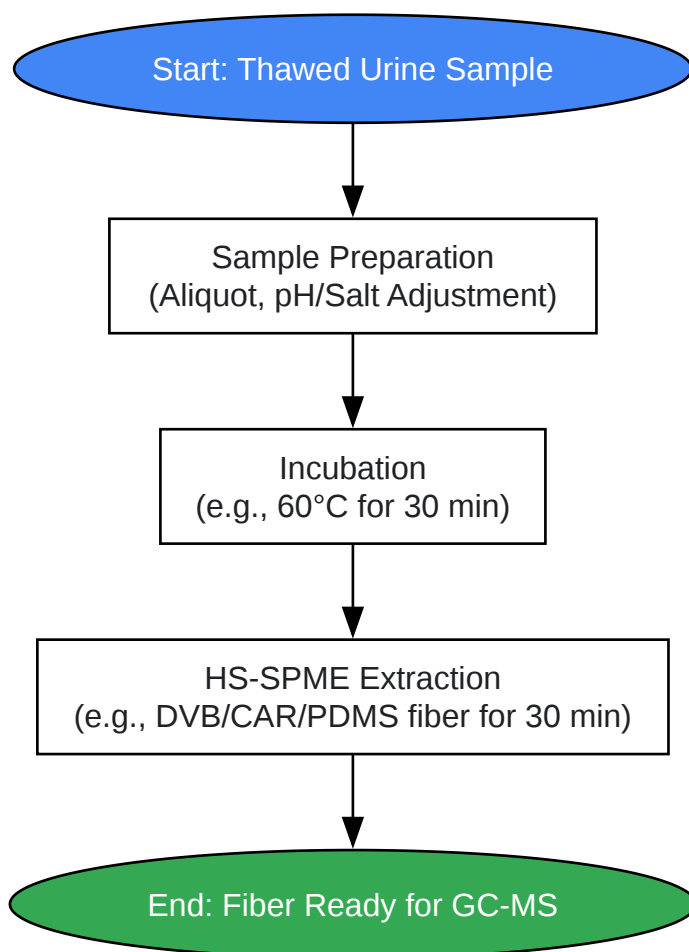 Start: Thawed Urine Sample
Sample Preparation
(Aliquot, pH/Salt Adjustment)
Incubation
(e.g., 60°C for 30 min)
HS-SPME Extraction
(e.g., DVB/CAR/PDMS fiber for 30 min)
End: Fiber Ready for GC-MS